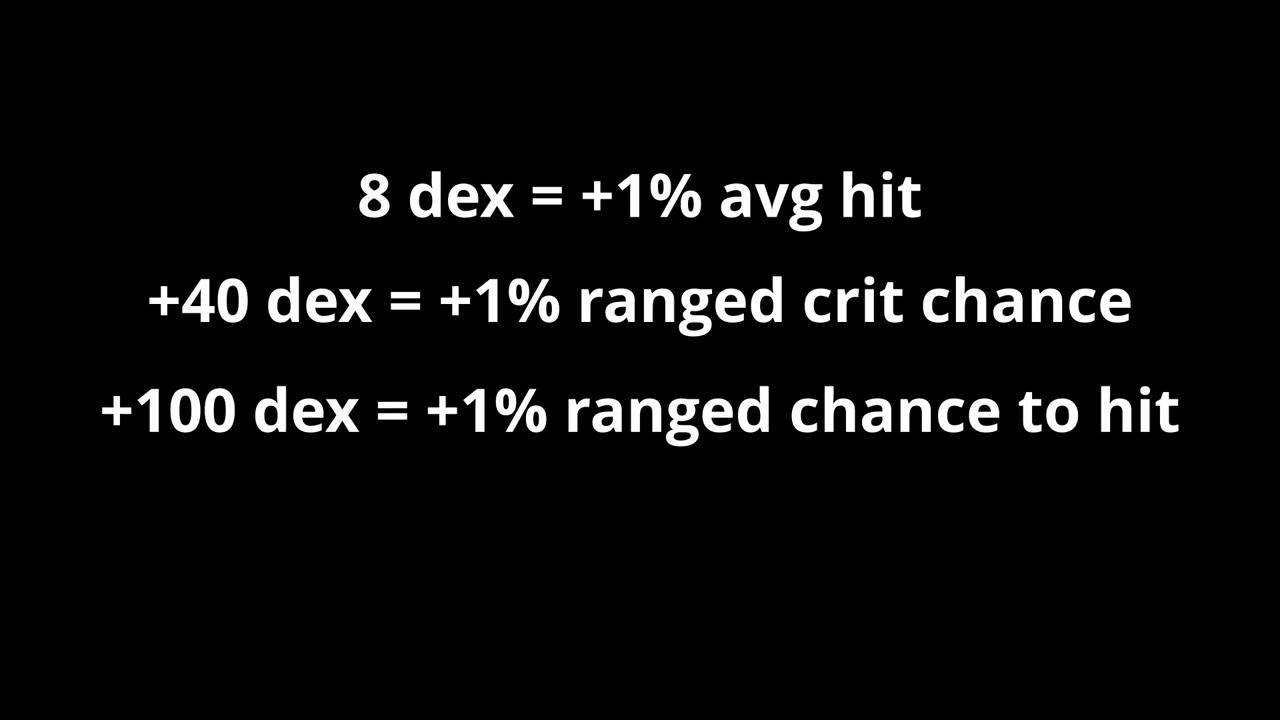 8 dex = +1% avg hit
+40 dex = +1% ranged crit chance
+100 dex = +1% ranged chance to hit